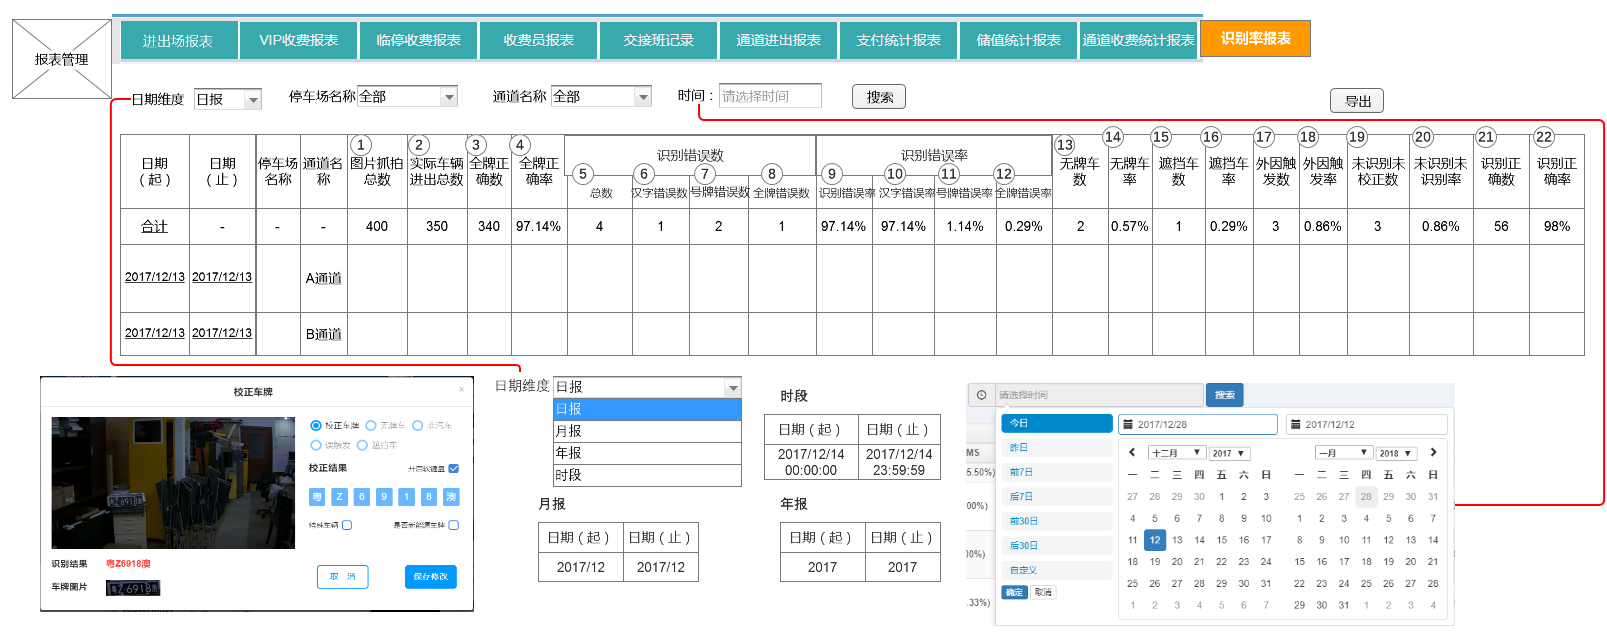 报表管理
进出场报表 VIP收费报表 临停收费报表 收费员报表 交接班记录 通道进出报表 支付统计报表 储值统计报表 通道收费统计报表 识别率报表
日期维度 日报 停车场名称 全部 通道名称 全部 时间： 请选择时间 搜索 导出
1 2 3 4 5 6 7 8 9 10 11 12 13 14 15 16 17 18 19 20 21 22
日期（起） 日期（止） 停车场名称 通道名称 图片抓拍总数 实际车辆进出总数 全牌正确数 全牌正确率 识别错误数 识别错误率 无牌车数 无牌车率 遮挡车数 遮挡车率 外因触发数 外因触发率 未识别未校正数 未识别未识别率 识别正确数 识别正确率
总数 汉字错误数 号牌错误数 全牌错误数 识别错误率 汉字错误率 号牌错误率 全牌错误率
合计 - - - 400 350 340 97.14% 4 1 2 1 97.14% 97.14% 1.14% 0.29% 2 0.57% 1 0.29% 3 0.86% 3 0.86% 56 98%
2017/12/13 2017/12/13 A通道
2017/12/13 2017/12/13 B通道
校正车牌 ×
校正车牌 无牌车 非汽车
误触发 遮挡车
校正结果 开启软键盘
粤 Z 6 9 1 8 澳
特殊车辆 是否新能源车牌
识别结果 粤Z6918澳
车牌图片 粤Z6918澳
取 消 保存修改
日期维度 日报
日报
月报
年报
时段
时段
日期（起） 日期（止）
2017/12/14 00:00:00 2017/12/14 23:59:59
月报
日期（起） 日期（止）
2017/12 2017/12
年报
日期（起） 日期（止）
2017 2017
请选择时间 搜索
MS
5.50%)
00%)
0%)
.33%)
今日
昨日
前7日
后7日
前30日
后30日
自定义
确定 取消
2017/12/28 2017/12/12
十二月 2017 一月 2018
一 二 三 四 五 六 日 一 二 三 四 五 六 日
27 28 29 30 1 2 3 25 26 27 28 29 30 31
4 5 6 7 8 9 10 1 2 3 4 5 6 7
11 12 13 14 15 16 17 8 9 10 11 12 13 14
18 19 20 21 22 23 24 15 16 17 18 19 20 21
25 26 27 28 29 30 31 22 23 24 25 26 27 28
1 2 3 4 5 6 7 29 30 31 1 2 3 4